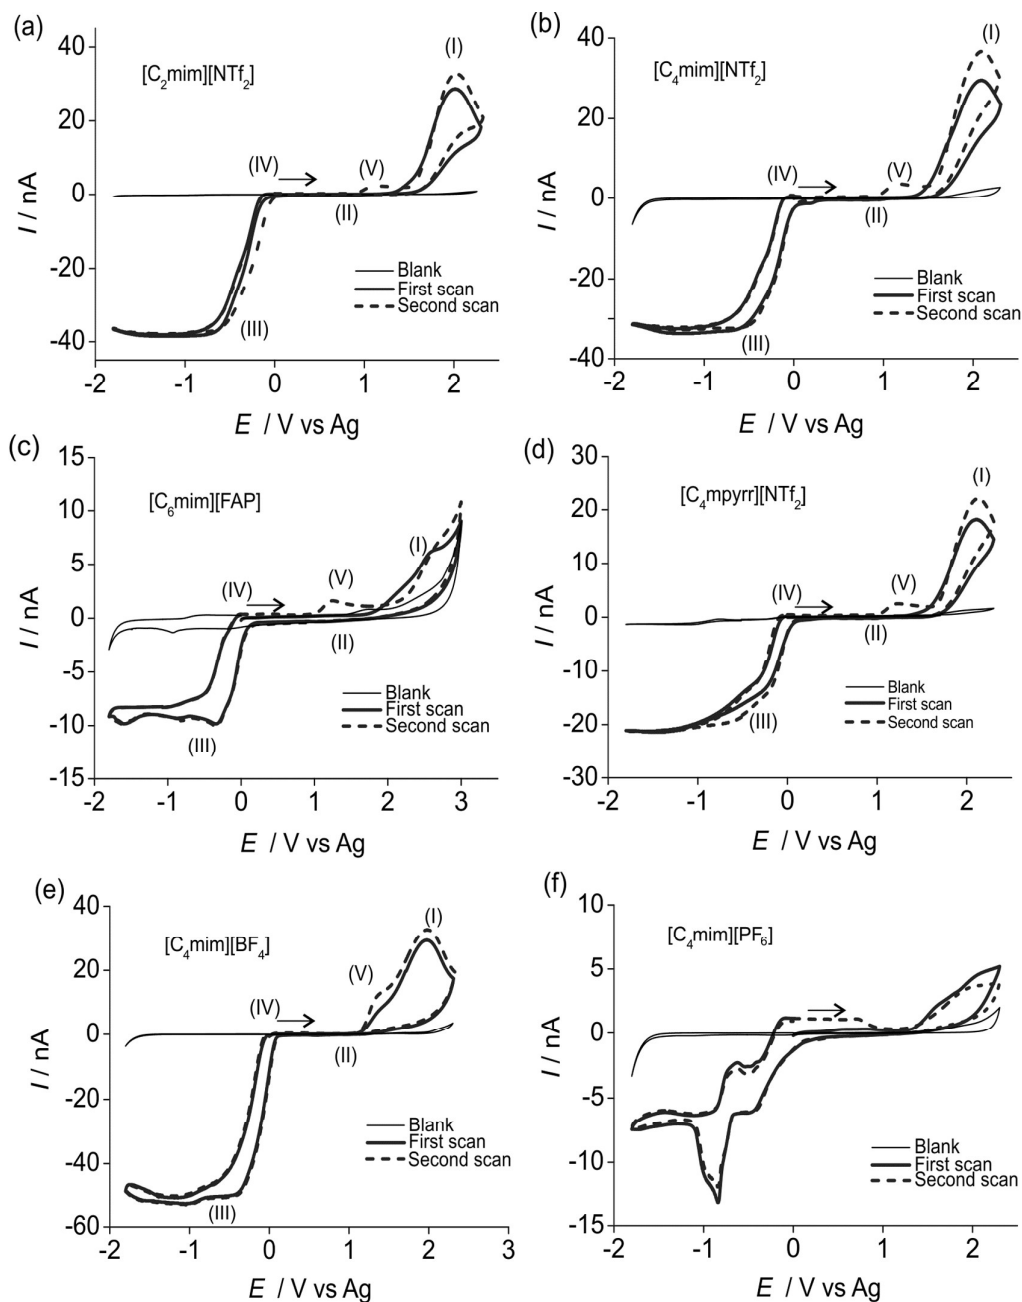 (a)
40
20
0
-20
-40
-2
-1
0
1
2
I / nA
E / V vs Ag
[C₂mim][NTf₂]
(I)
(IV)
(V)
(II)
(III)
Blank
First scan
Second scan
(b)
40
20
0
-20
-40
-2
-1
0
1
2
I / nA
E / V vs Ag
[C₄mim][NTf₂]
(I)
(IV)
(V)
(II)
(III)
Blank
First scan
Second scan
(c)
15
10
5
0
-5
-10
-15
-2
-1
0
1
2
3
I / nA
E / V vs Ag
[C₆mim][FAP]
(I)
(IV)
(V)
(II)
(III)
Blank
First scan
Second scan
(d)
30
20
10
0
-10
-20
-30
-2
-1
0
1
2
I / nA
E / V vs Ag
[C₄mpyrr][NTf₂]
(I)
(IV)
(V)
(II)
(III)
Blank
First scan
Second scan
(e)
40
20
0
-20
-40
-60
-2
-1
0
1
2
3
I / nA
E / V vs Ag
[C₄mim][BF₄]
(I)
(V)
(IV)
(II)
(III)
Blank
First scan
Second scan
(f)
10
5
0
-5
-10
-15
-2
-1
0
1
2
I / nA
E / V vs Ag
[C₄mim][PF₆]
Blank
First scan
Second scan